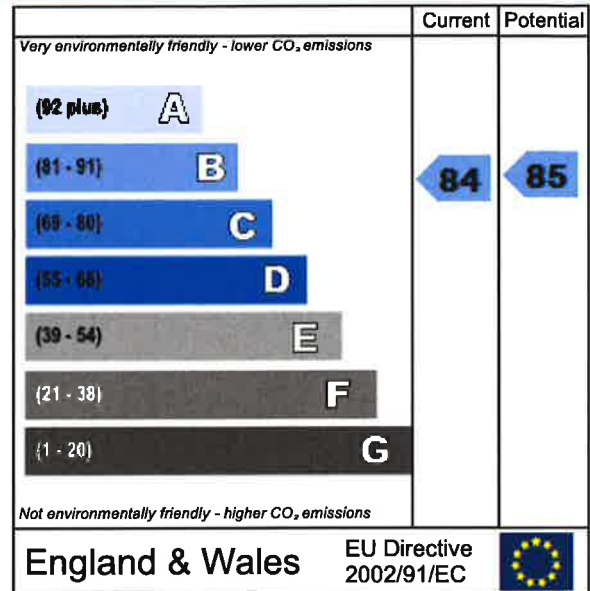 Current Potential
Very environmentally friendly - lower CO₂ emissions
(92 plus) A
(81 - 91) B
84 85
(69 - 80) C
(55 - 68) D
(39 - 54) E
(21 - 38) F
(1 - 20) G
Not environmentally friendly - higher CO₂ emissions
England & Wales
EU Directive
2002/91/EC